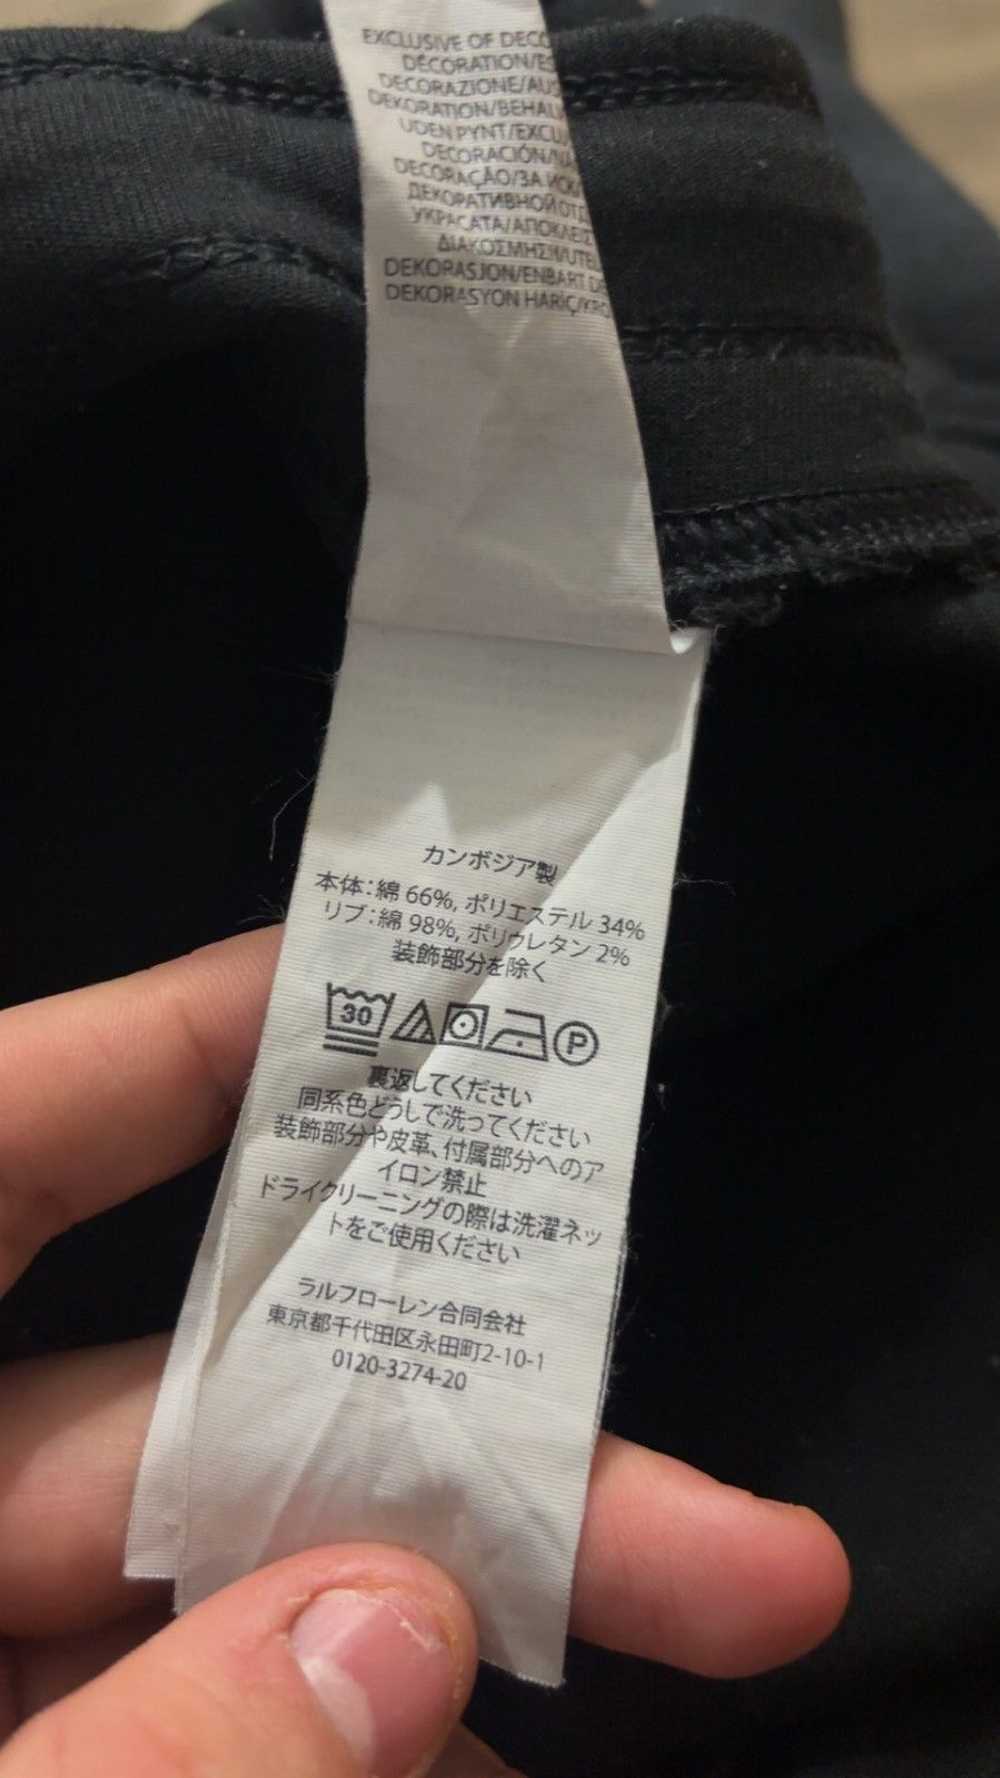 EXCLUSIVE OF DECO
DÉCORATION/ES
DECORAZIONE/AUS
DEKORATION/BEHAL
UDEN PYNT/EXCLU
DECORACIÓN/
DECORAÇÃO/ЗА ИСК
ДЕКОРАТИВНОЙ ОТД
УКРАСАТА/ΑΠΟΚΛΕΙΣ
ΔΙΑΚΟΣΜΗΣΗ/UTEL
DEKORASJON/ENBART DE
DEKORASYON HARİÇ/KRO
カンボジア製
本体：綿 66%, ポリエステル 34%
リブ：綿 98%, ポリウレタン 2%
装飾部分を除く
30 P
裏返してください
同系色どうしで洗ってください
装飾部分や皮革、付属部分へのア
イロン禁止
ドライクリーニングの際は洗濯ネッ
トをご使用ください
ラルフローレン合同会社
東京都千代田区永田町2-10-1
0120-3274-20